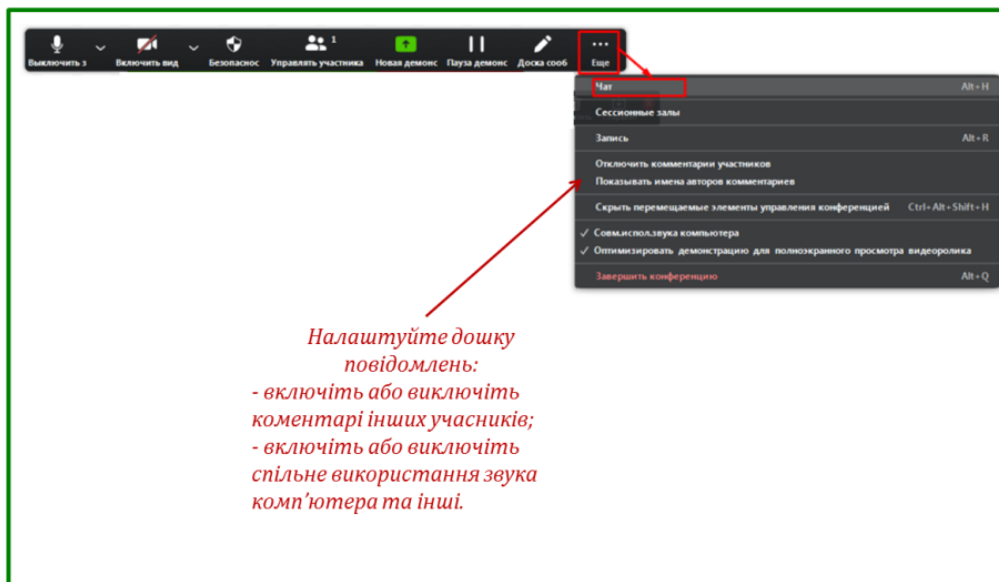 1
Выключить з
Включить вид
Безопаснос
Управлять участника
Новая демонс
Пауза демонс
Доска сооб
Еще
Чат Alt+H
Сессионные залы
Запись Alt+R
Отключить комментарии участников
Показывать имена авторов комментариев
Скрыть перемещаемые элементы управления конференцией Ctrl+Alt+Shift+H
Совм.испол.звука компьютера
Оптимизировать демонстрацию для полноэкранного просмотра видеоролика
Завершить конференцию Alt+Q
Налаштуйте дошку
повідомлень:
- включіть або виключіть
коментарі інших учасників;
- включіть або виключіть
спільне використання звука
комп’ютера та інші.